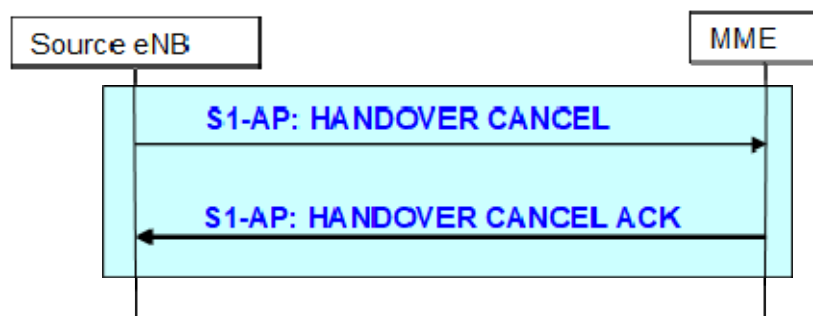 Source eNB
MME
S1-AP: HANDOVER CANCEL
S1-AP: HANDOVER CANCEL ACK